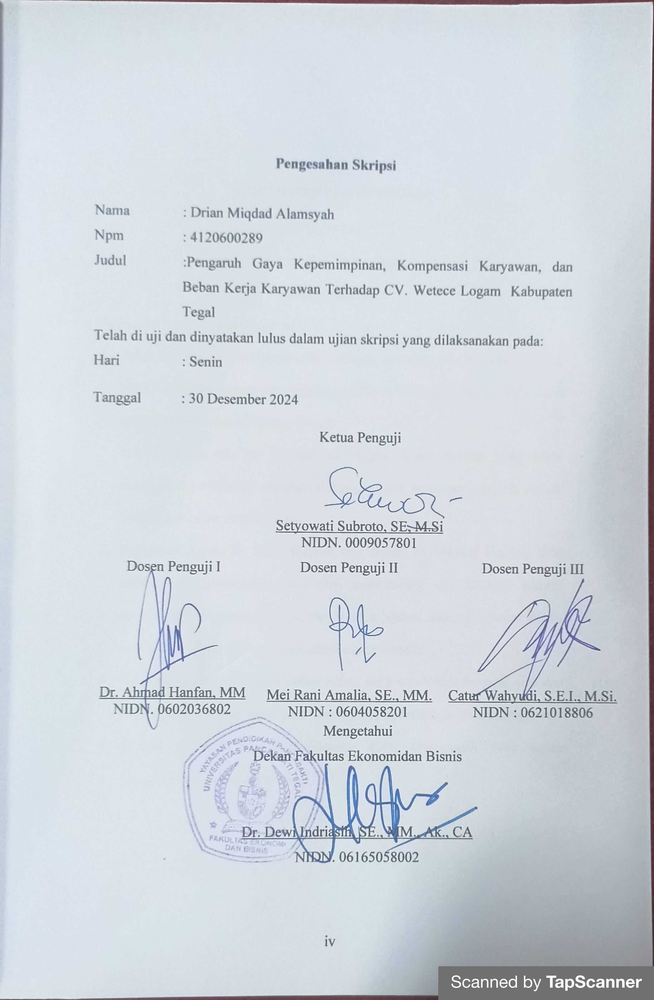 Pengesahan Skripsi
Nama : Drian Miqdad Alamsyah
Npm : 4120600289
Judul :Pengaruh Gaya Kepemimpinan, Kompensasi Karyawan, dan
Beban Kerja Karyawan Terhadap CV. Wetece Logam Kabupaten
Tegal
Telah di uji dan dinyatakan lulus dalam ujian skripsi yang dilaksanakan pada:
Hari : Senin
Tanggal : 30 Desember 2024
Ketua Penguji
Setyowati Subroto, SE, M.Si
NIDN. 0009057801
Dosen Penguji I Dosen Penguji II Dosen Penguji III
Dr. Ahmad Hanfan, MM Mei Rani Amalia, SE., MM. Catur Wahyudi, S.E.I., M.Si.
NIDN. 0602036802 NIDN : 0604058201 NIDN : 0621018806
Mengetahui
Dekan Fakultas Ekonomidan Bisnis
YAYASAN PENDIDIKAN PANCASAKTI
UNIVERSITAS PANCASAKTI TEGAL
FAKULTAS EKONOMI
DAN BISNIS
Dr. Dewi Indriasih, SE., MM., Ak., CA
NIDN. 06165058002
iv
Scanned by TapScanner